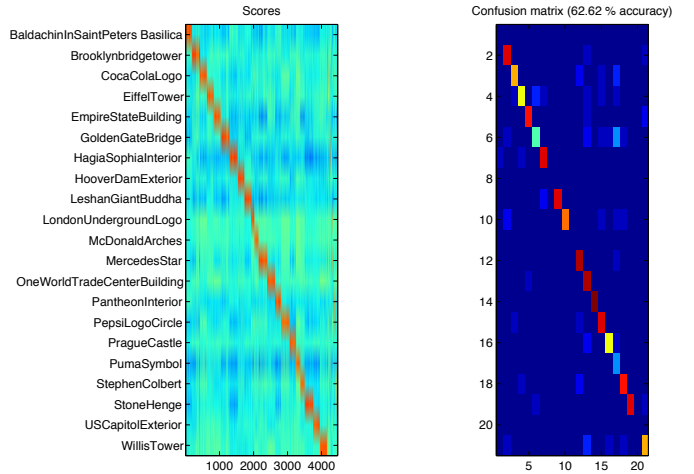 Scores
BaldachinInSaintPeters Basilica
Brooklynbridgetower
CocaColaLogo
EiffelTower
EmpireStateBuilding
GoldenGateBridge
HagiaSophiaInterior
HooverDamExterior
LeshanGiantBuddha
LondonUndergroundLogo
McDonaldArches
MercedesStar
OneWorldTradeCenterBuilding
PantheonInterior
PepsiLogoCircle
PragueCastle
PumaSymbol
StephenColbert
StoneHenge
USCapitolExterior
WillisTower
1000 2000 3000 4000
Confusion matrix (62.62 % accuracy)
2
4
6
8
10
12
14
16
18
20
5 10 15 20